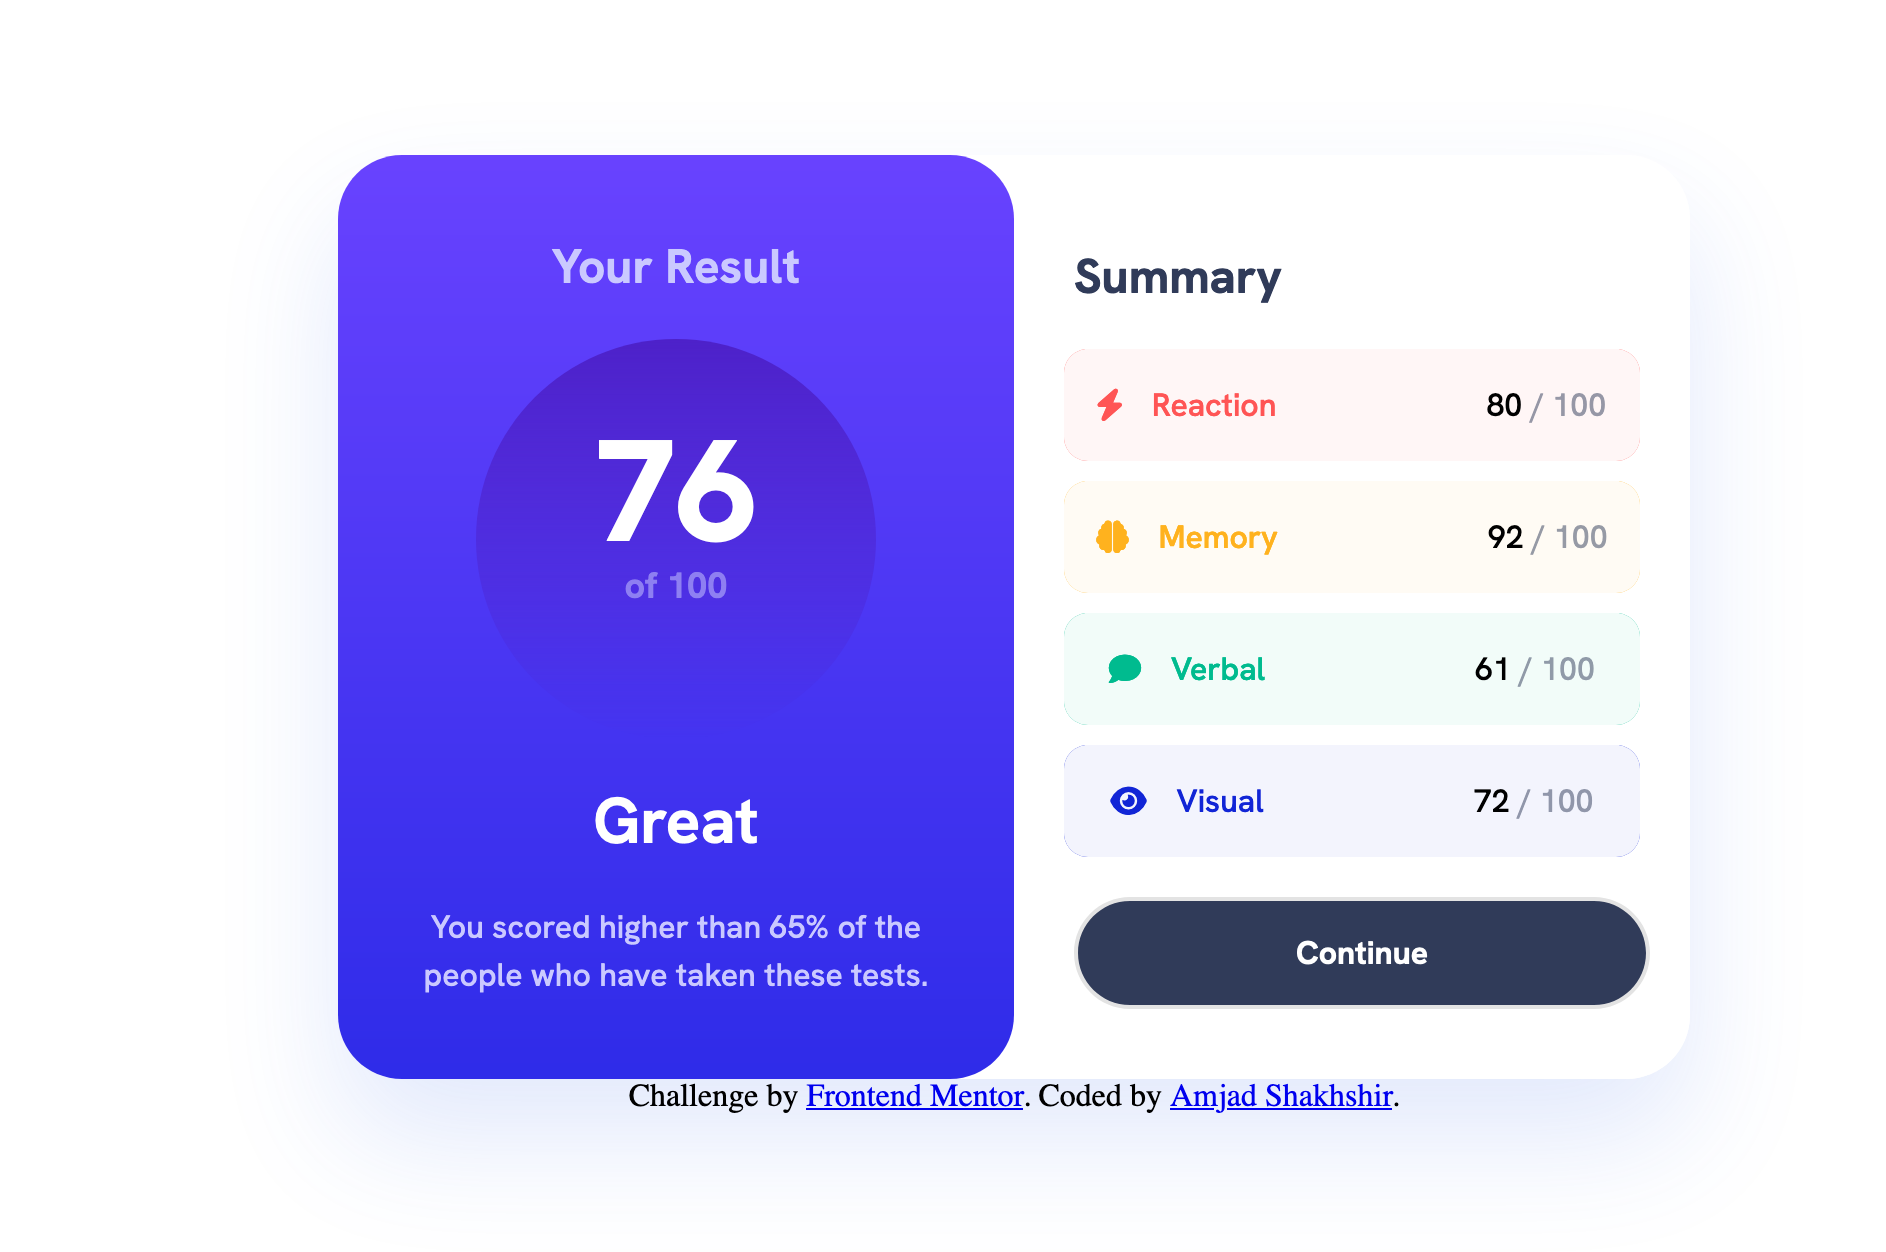 Your Result
76
of 100
Great
You scored higher than 65% of the
people who have taken these tests.
Summary
Reaction 80 / 100
Memory 92 / 100
Verbal 61 / 100
Visual 72 / 100
Continue
Challenge by Frontend Mentor. Coded by Amjad Shakhshir.